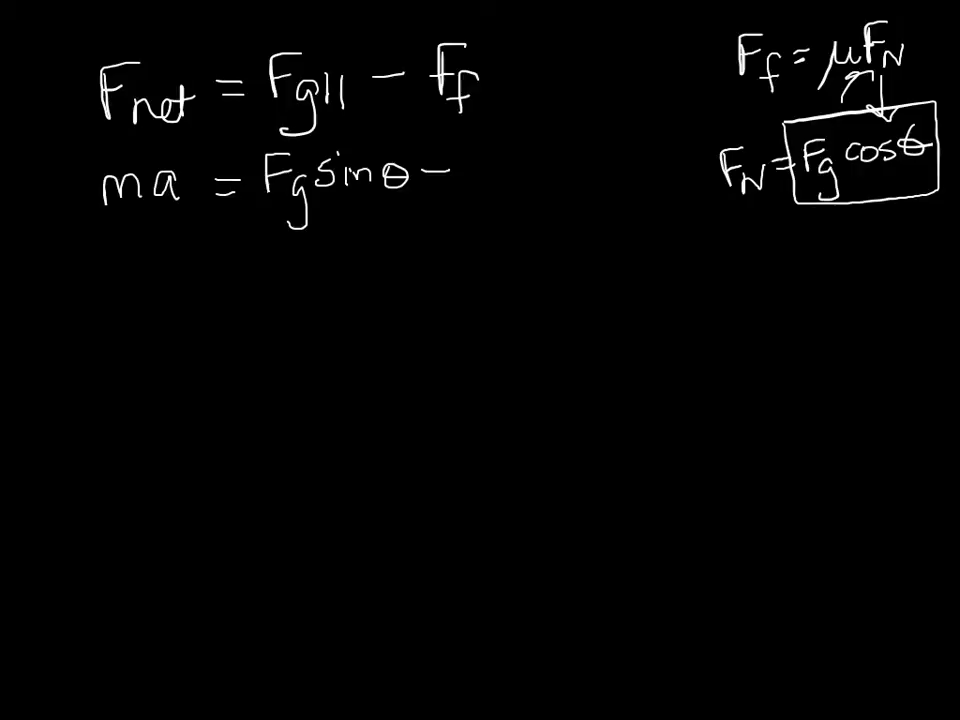 Fnet = Fg|| - Ff
ma = Fg sinθ -
Ff = μFN
FN = Fg cosθ